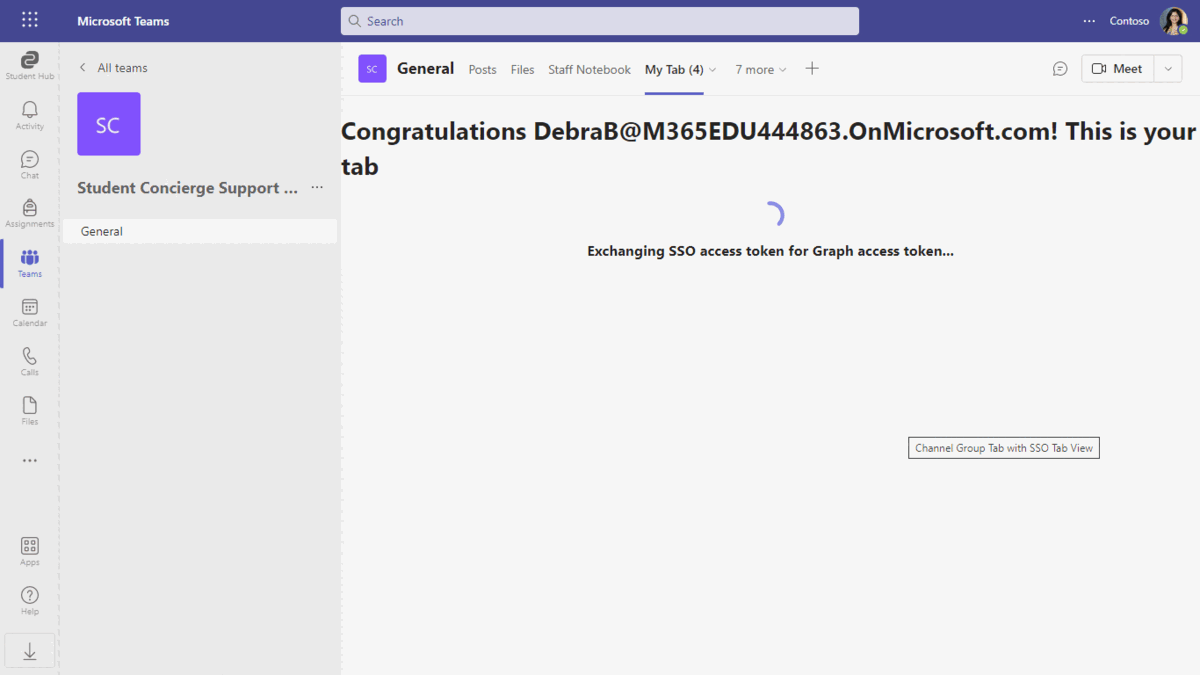 Microsoft Teams
Search
Contoso
Student Hub
Activity
Chat
Assignments
Teams
Calendar
Calls
Files
Apps
Help
All teams
SC
Student Concierge Support ...
General
SC
General
Posts
Files
Staff Notebook
My Tab (4)
7 more
Meet
Congratulations DebraB@M365EDU444863.OnMicrosoft.com! This is your
tab
Exchanging SSO access token for Graph access token...
Channel Group Tab with SSO Tab View